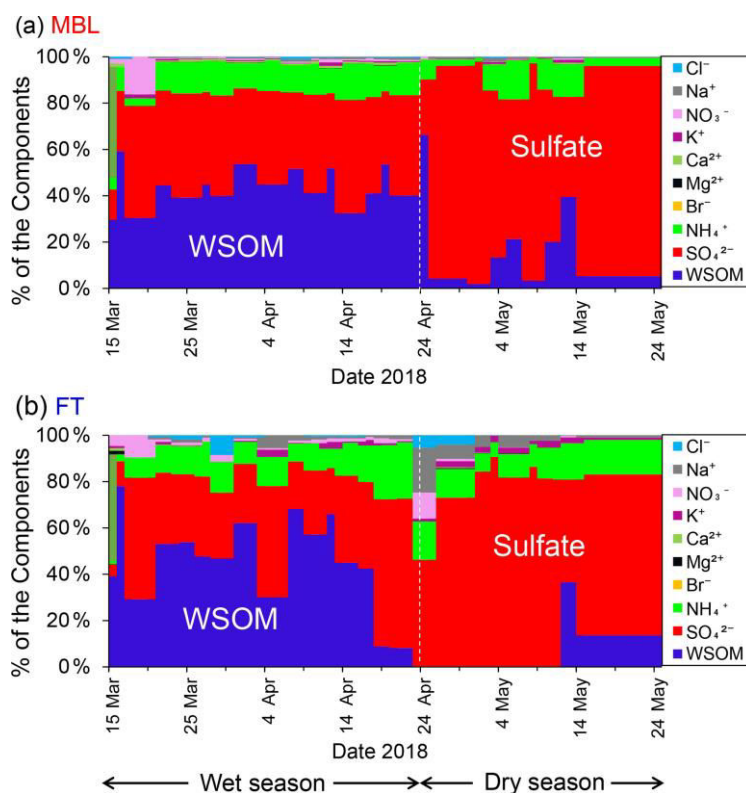 (a) MBL
% of the Components
100%
80%
60%
40%
20%
0%
WSOM
Sulfate
15 Mar
25 Mar
4 Apr
14 Apr
24 Apr
4 May
14 May
24 May
Date 2018
Cl⁻
Na⁺
NO₃⁻
K⁺
Ca²⁺
Mg²⁺
Br⁻
NH₄⁺
SO₄²⁻
WSOM
(b) FT
% of the Components
100%
80%
60%
40%
20%
0%
WSOM
Sulfate
15 Mar
25 Mar
4 Apr
14 Apr
24 Apr
4 May
14 May
24 May
Date 2018
Cl⁻
Na⁺
NO₃⁻
K⁺
Ca²⁺
Mg²⁺
Br⁻
NH₄⁺
SO₄²⁻
WSOM
Wet season
Dry season